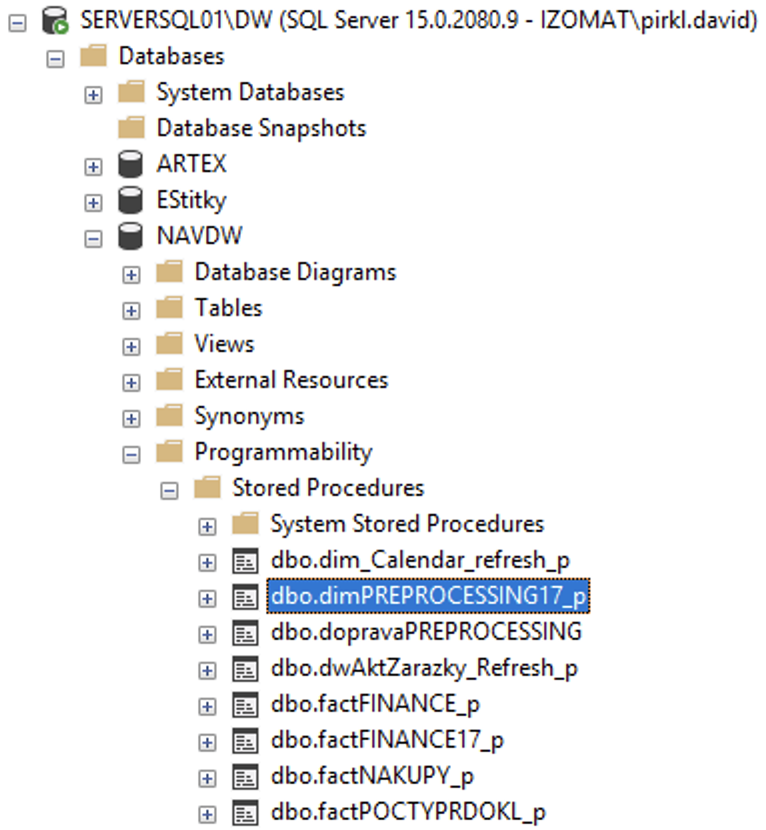 SERVERSQL01\DW (SQL Server 15.0.2080.9 - IZOMAT\pirkl.david)
Databases
System Databases
Database Snapshots
ARTEX
EStitky
NAVDW
Database Diagrams
Tables
Views
External Resources
Synonyms
Programmability
Stored Procedures
System Stored Procedures
dbo.dim_Calendar_refresh_p
dbo.dimPREPROCESSING17_p
dbo.dopravaPREPROCESSING
dbo.dwAktZarazky_Refresh_p
dbo.factFINANCE_p
dbo.factFINANCE17_p
dbo.factNAKUPY_p
dbo.factPOCTYPRDOKL_p